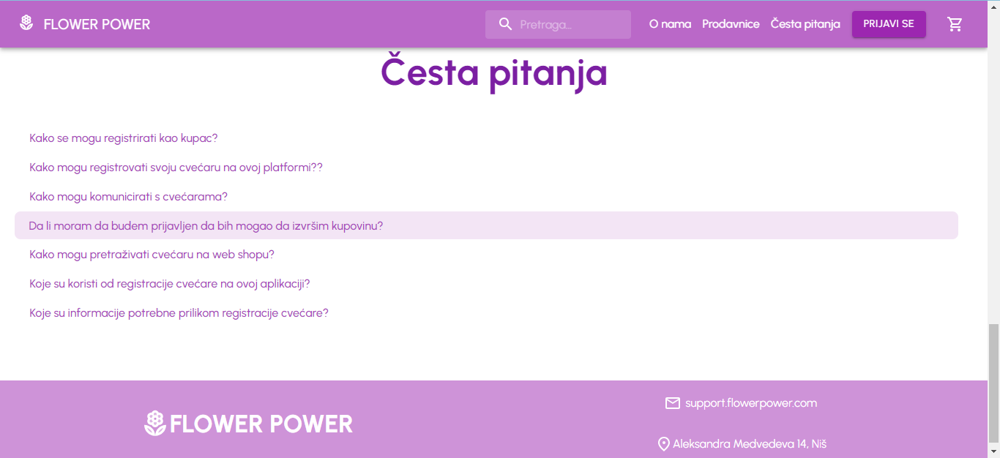 FLOWER POWER
Pretraga...
O nama
Prodavnice
Česta pitanja
PRIJAVI SE
Česta pitanja
Kako se mogu registrirati kao kupac?
Kako mogu registrovati svoju cvećaru na ovoj platformi??
Kako mogu komunicirati s cvećarama?
Da li moram da budem prijavljen da bih mogao da izvršim kupovinu?
Kako mogu pretraživati cvećaru na web shopu?
Koje su koristi od registracije cvećare na ovoj aplikaciji?
Koje su informacije potrebne prilikom registracije cvećare?
FLOWER POWER
support.flowerpower.com
Aleksandra Medvedeva 14, Niš